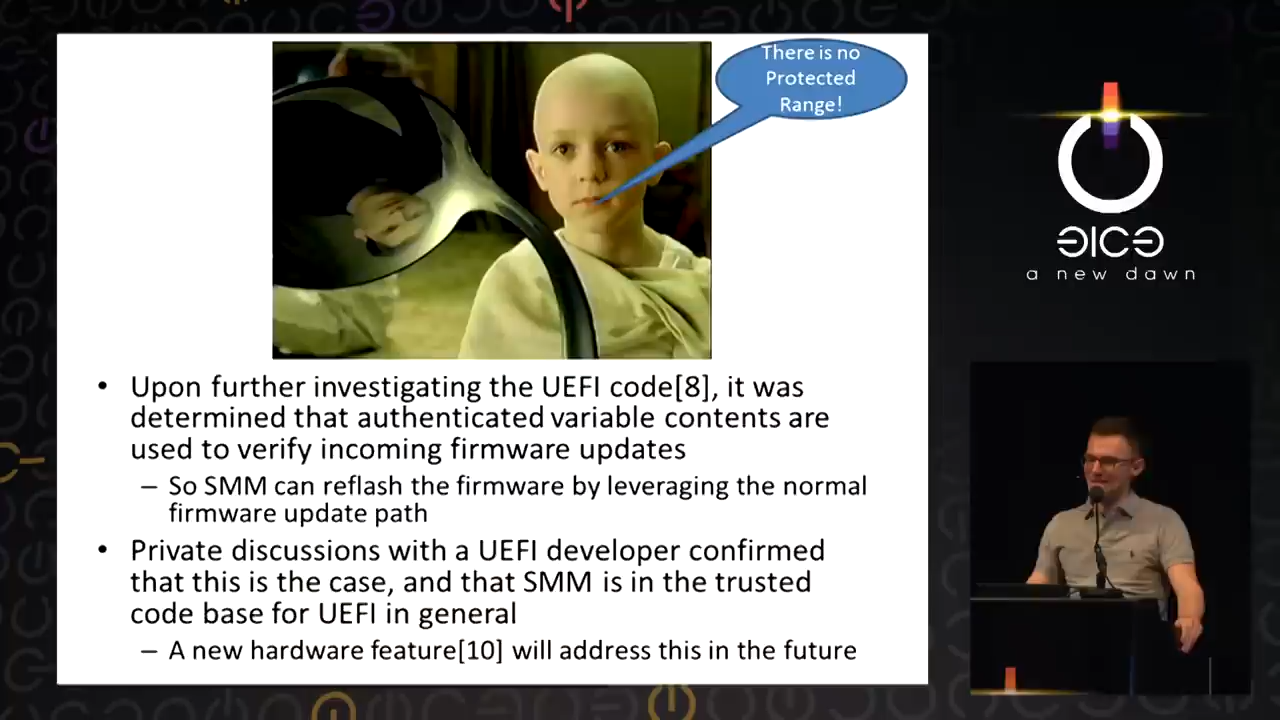 There is no
Protected
Range!
• Upon further investigating the UEFI code[8], it was
determined that authenticated variable contents are
used to verify incoming firmware updates
– So SMM can reflash the firmware by leveraging the normal
firmware update path
• Private discussions with a UEFI developer confirmed
that this is the case, and that SMM is in the trusted
code base for UEFI in general
– A new hardware feature[10] will address this in the future
a new dawn